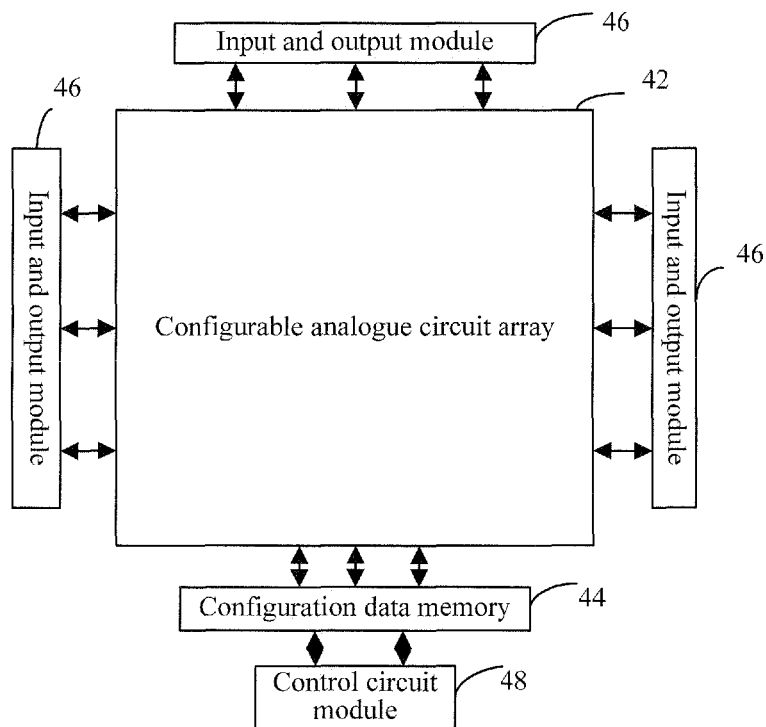 Input and output module
46
42
46
Input and output module
Configurable analogue circuit array
Input and output module
46
Configuration data memory
44
Control circuit
module
48